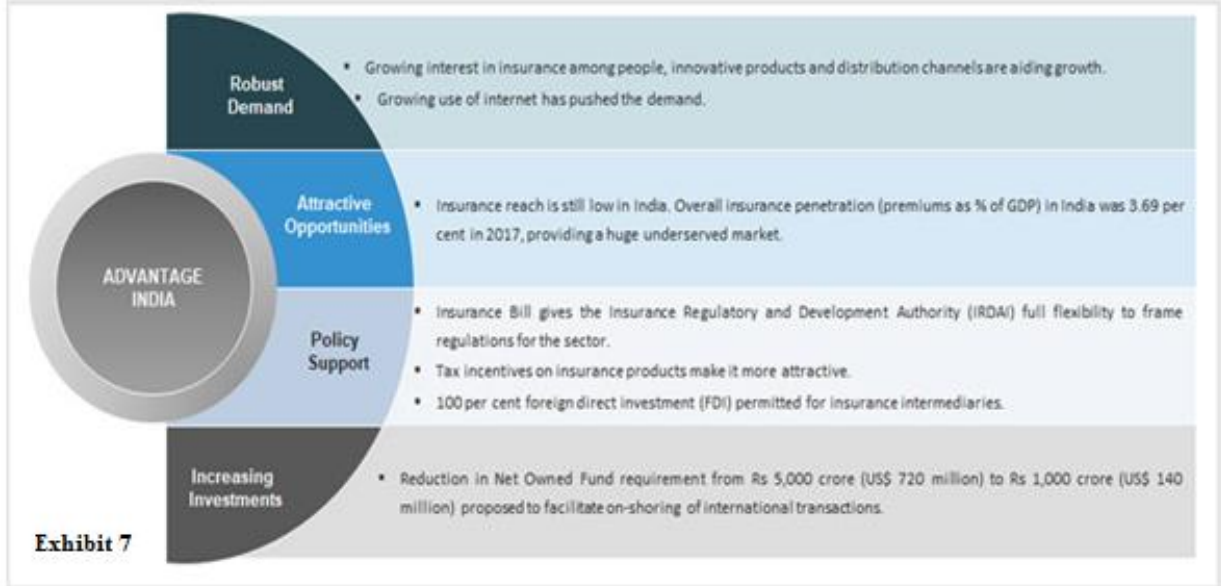 ADVANTAGE
INDIA
Robust
Demand
▪ Growing interest in insurance among people, innovative products and distribution channels are aiding growth.
▪ Growing use of internet has pushed the demand.
Attractive
Opportunities
▪ Insurance reach is still low in India. Overall insurance penetration (premiums as % of GDP) in India was 3.69 per
cent in 2017, providing a huge underserved market.
Policy
Support
▪ Insurance Bill gives the Insurance Regulatory and Development Authority (IRDAI) full flexibility to frame
regulations for the sector.
▪ Tax incentives on insurance products make it more attractive.
▪ 100 per cent foreign direct investment (FDI) permitted for insurance intermediaries.
Increasing
Investments
▪ Reduction in Net Owned Fund requirement from Rs 5,000 crore (US$ 720 million) to Rs 1,000 crore (US$ 140
million) proposed to facilitate on-shoring of international transactions.
Exhibit 7